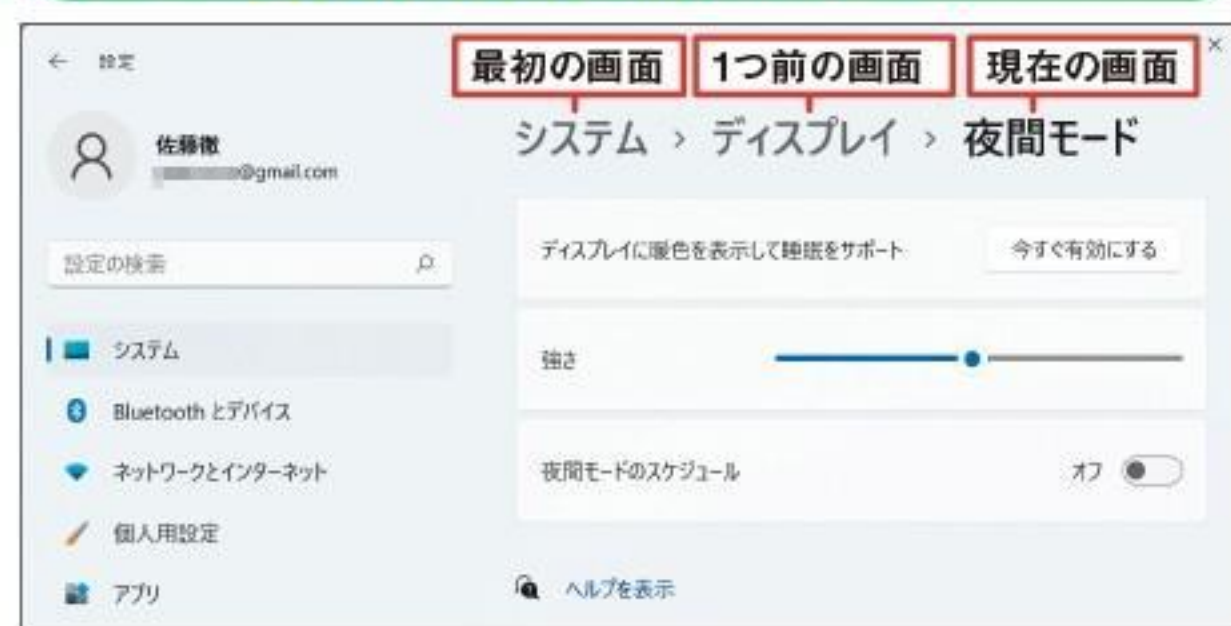 最初の画面 1つ前の画面 現在の画面
← 設定
システム > ディスプレイ > 夜間モード
佐藤徹
@gmail.com
ディスプレイに暖色を表示して睡眠をサポート 今すぐ有効にする
設定の検索
システム
強さ
Bluetooth とデバイス
ネットワークとインターネット
夜間モードのスケジュール オフ
個人用設定
アプリ
ヘルプを表示